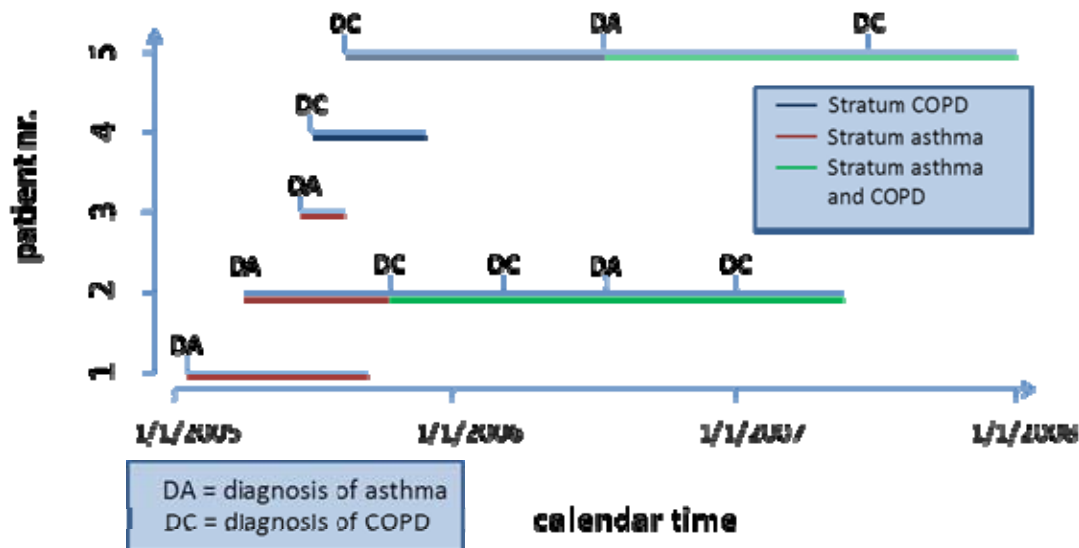 DC DA DC
5
DC
4
DA
3
DA DC DC DA DC
2
DA
1
patient nr.
Stratum COPD
Stratum asthma
Stratum asthma
and COPD
1/1/2005 1/1/2006 1/1/2007 1/1/2008
DA = diagnosis of asthma
DC = diagnosis of COPD
calendar time